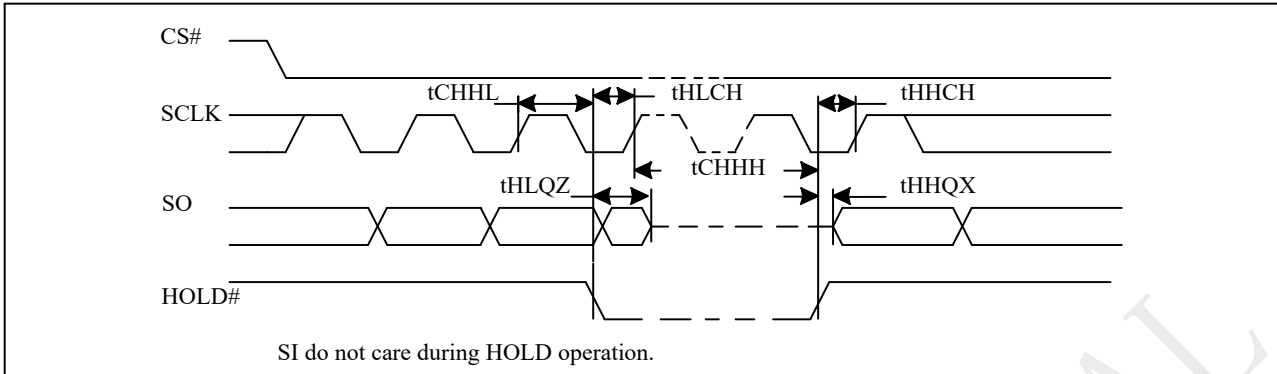 CS#
tCHHL
tHLCH
tHHCH
SCLK
tCHHH
tHLQZ
tHHQX
SO
HOLD#
SI do not care during HOLD operation.